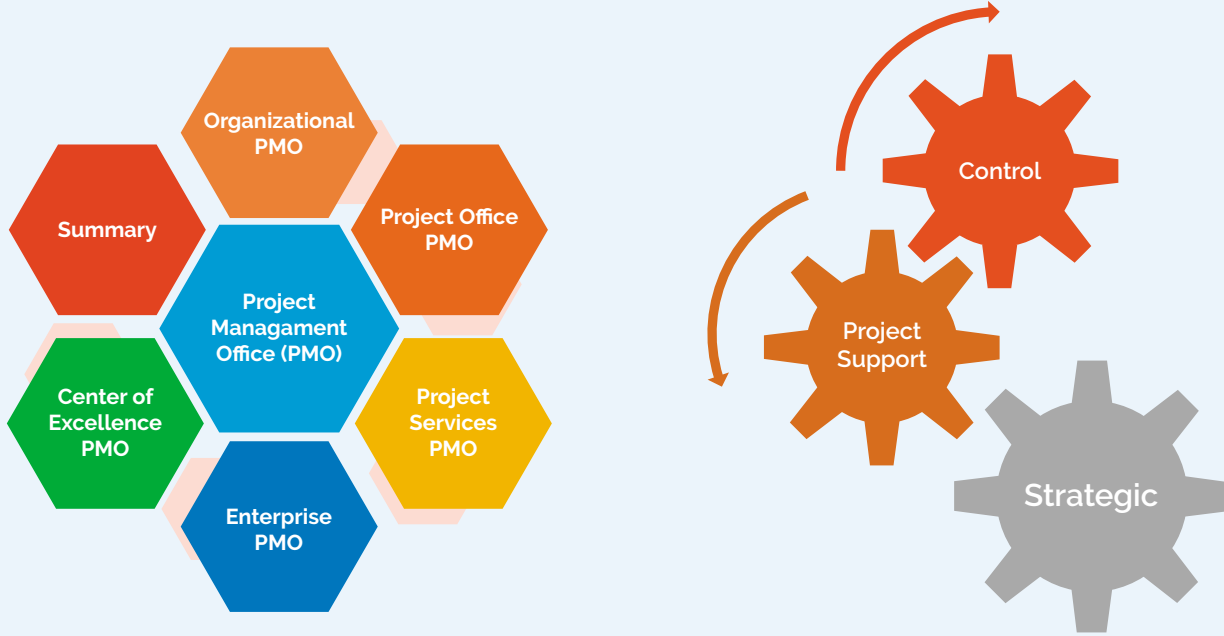 Organizational
PMO
Project Office
PMO
Summary
Project
Managament
Office (PMO)
Center of
Excellence
PMO
Project
Services
PMO
Enterprise
PMO
Control
Project
Support
Strategic